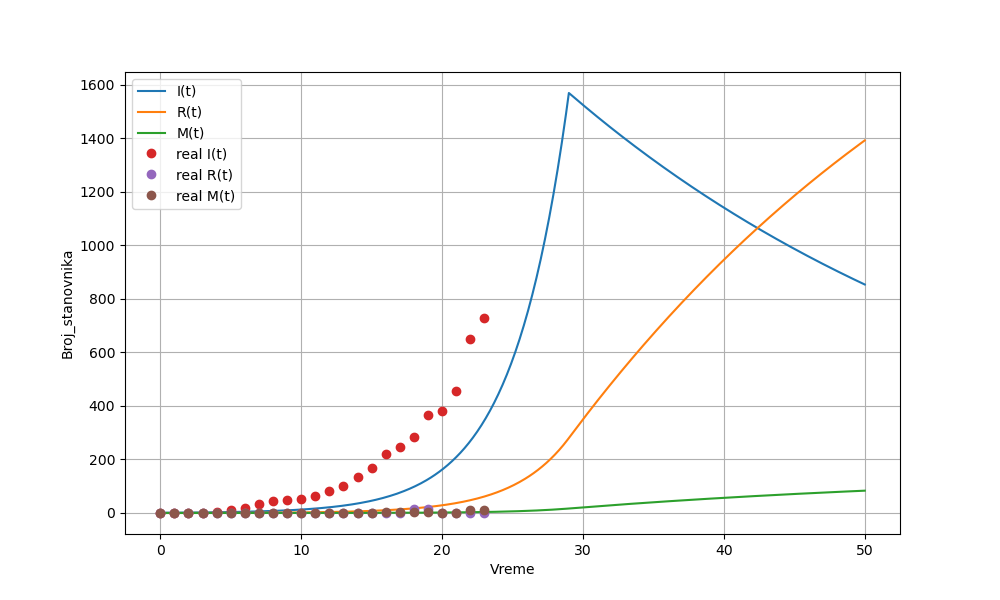 1600
1400
1200
1000
800
600
400
200
0
Broj_stanovnika
I(t)
R(t)
M(t)
real I(t)
real R(t)
real M(t)
0 10 20 30 40 50
Vreme